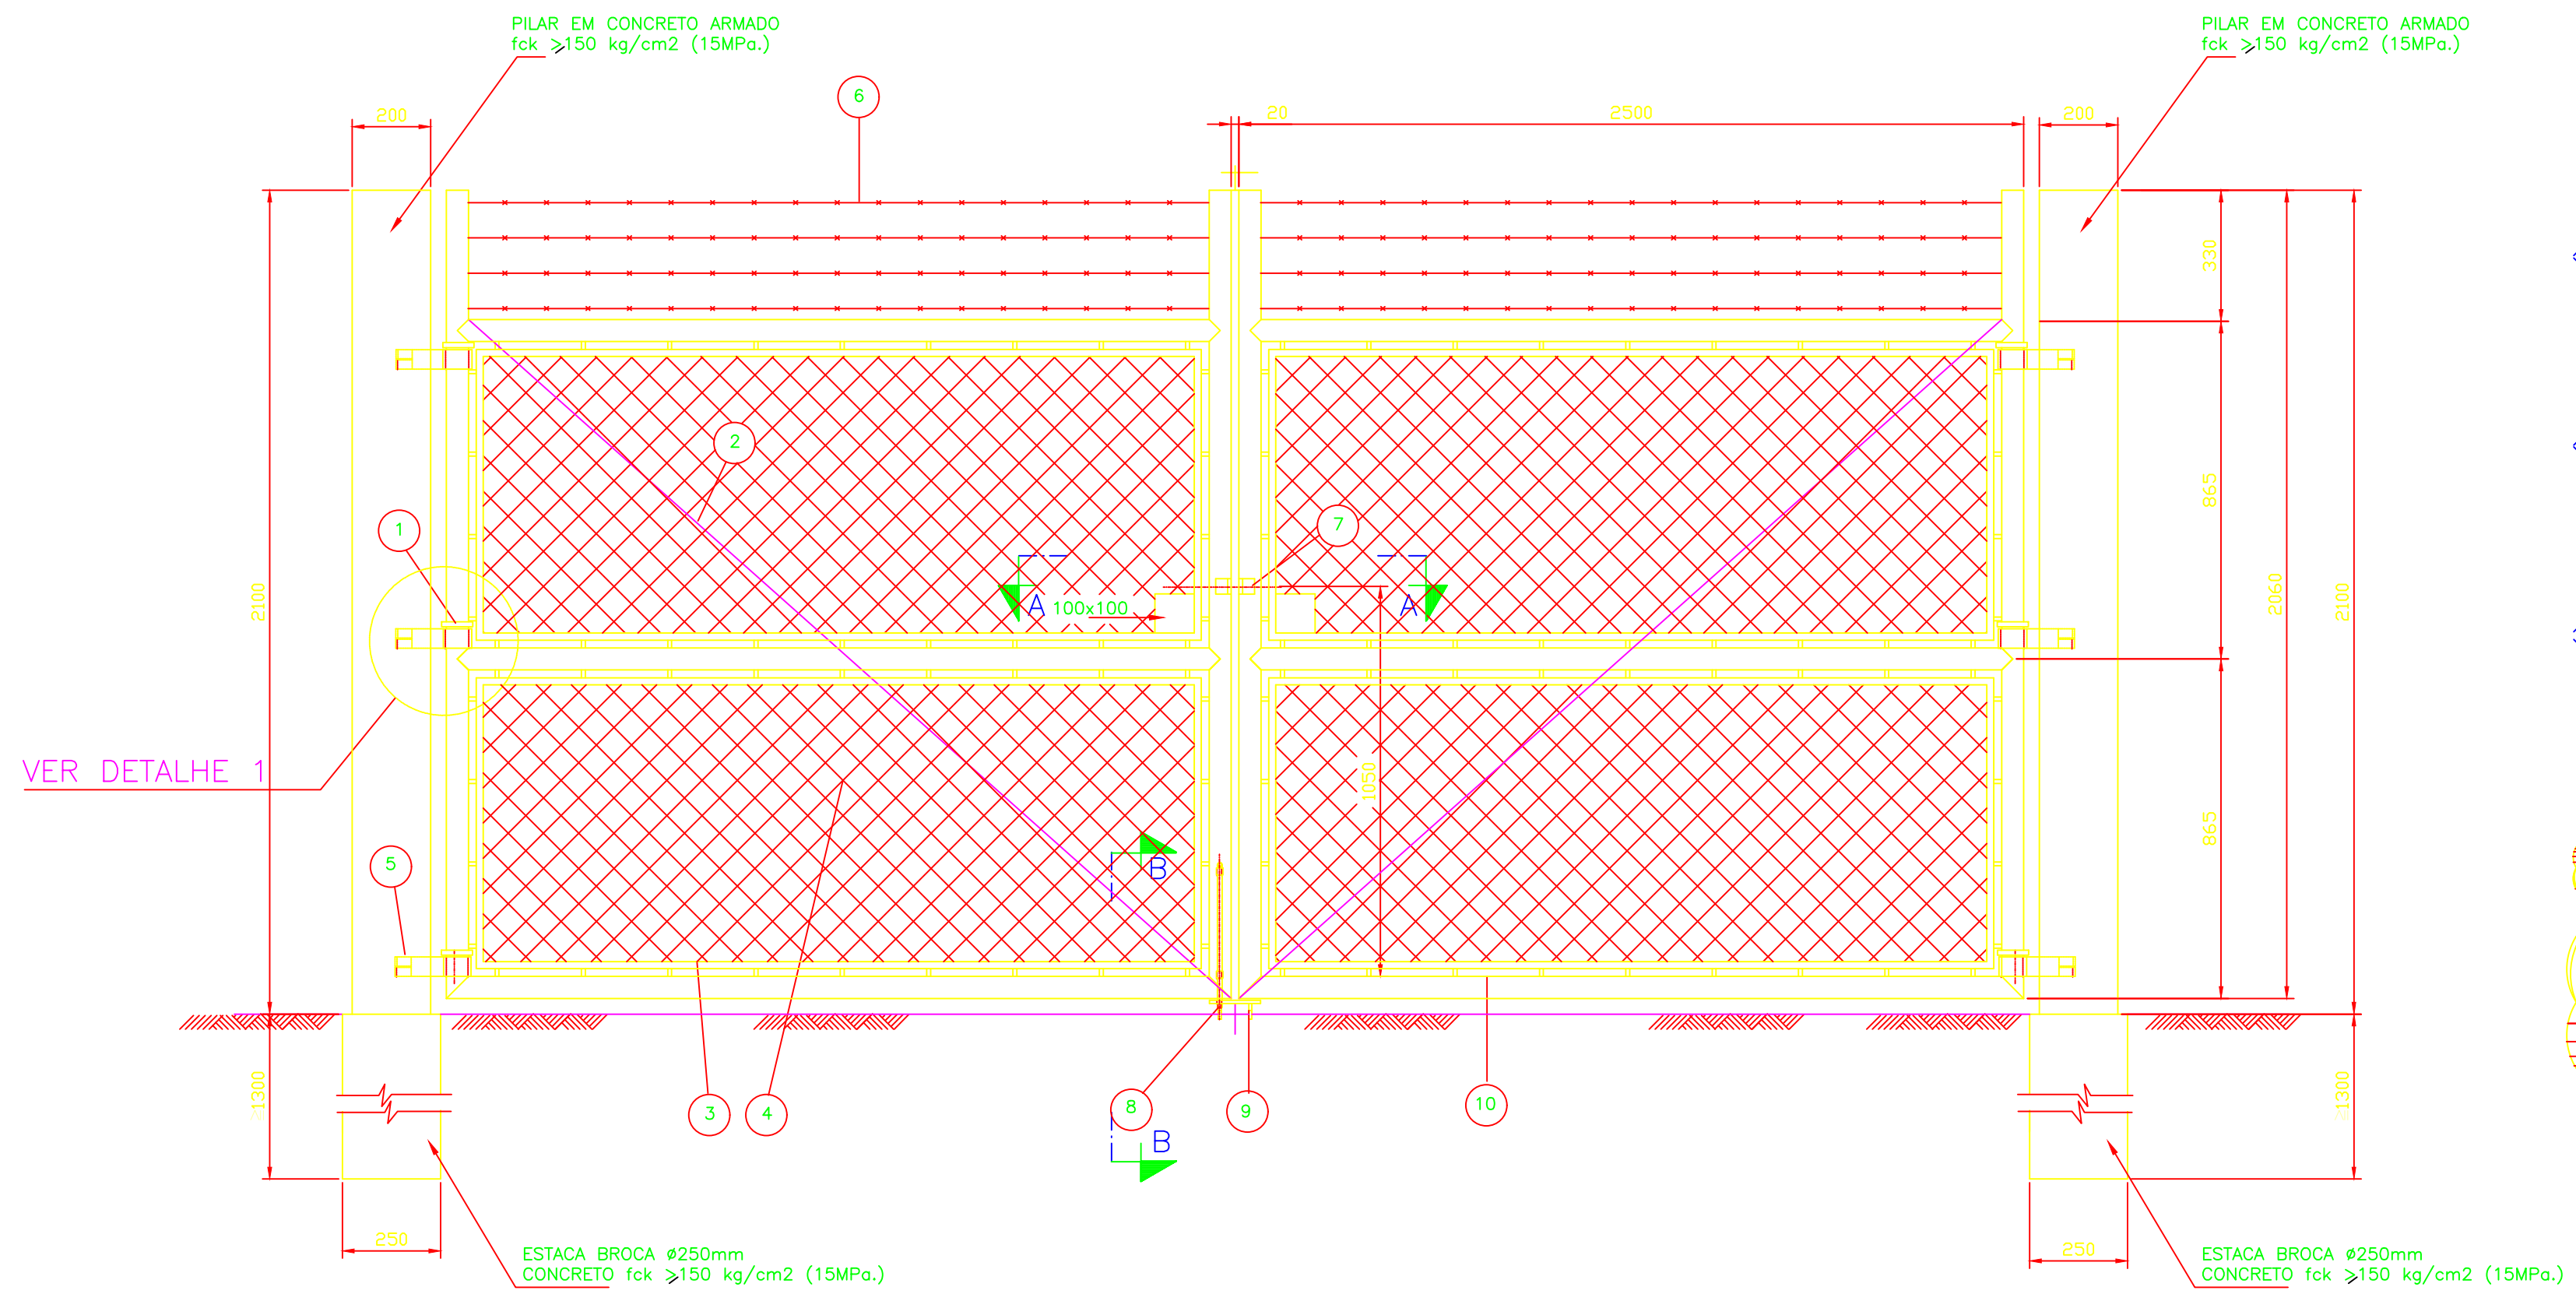 PILAR EM CONCRETO ARMADO
fck ≥150 kg/cm2 (15MPa.)
PILAR EM CONCRETO ARMADO
fck ≥150 kg/cm2 (15MPa.)
6
200
20
2500
200
330
2
865
1
7
2100
A
100x100
A
2060
2100
VER DETALHE 1
1050
865
5
B
1300
1300
3
4
8
9
10
B
250
250
ESTACA BROCA ø250mm
CONCRETO fck ≥150 kg/cm2 (15MPa.)
ESTACA BROCA ø250mm
CONCRETO fck ≥150 kg/cm2 (15MPa.)